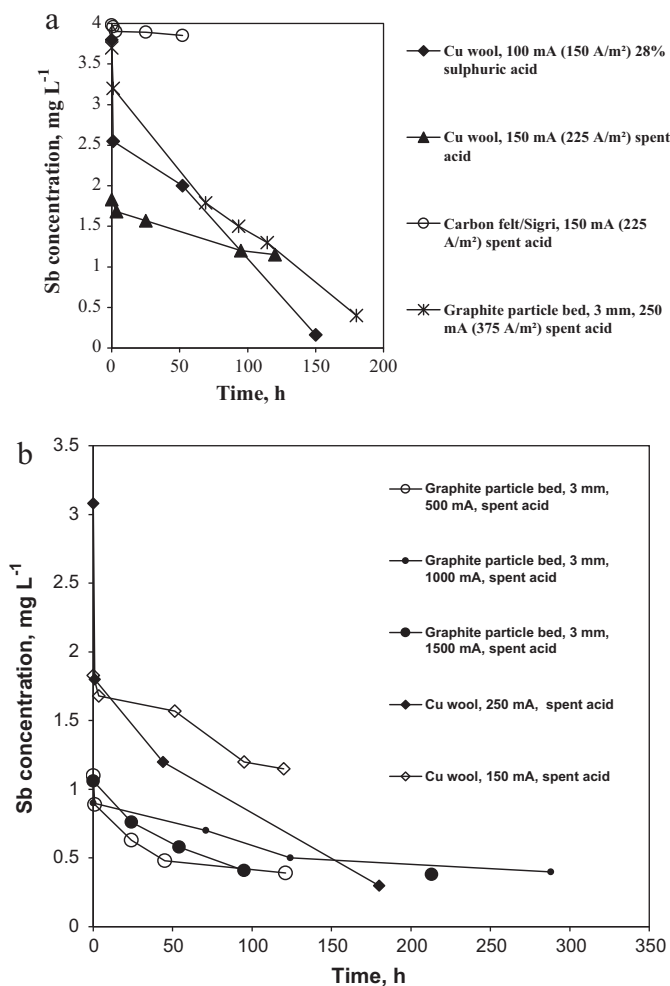 a
4
3.5
3
2.5
2
1.5
1
0.5
0
Sb concentration, mg L-1
0 50 100 150 200
Time, h
Cu wool, 100 mA (150 A/m²) 28%
sulphuric acid
Cu wool, 150 mA (225 A/m²) spent
acid
Carbon felt/Sigri, 150 mA (225
A/m²) spent acid
Graphite particle bed, 3 mm, 250
mA (375 A/m²) spent acid
b
3.5
3
2.5
2
1.5
1
0.5
0
Sb concentration, mg L-1
0 50 100 150 200 250 300 350
Time, h
Graphite particle bed, 3 mm,
500 mA, spent acid
Graphite particle bed, 3 mm,
1000 mA, spent acid
Graphite particle bed, 3 mm,
1500 mA, spent acid
Cu wool, 250 mA, spent acid
Cu wool, 150 mA, spent acid